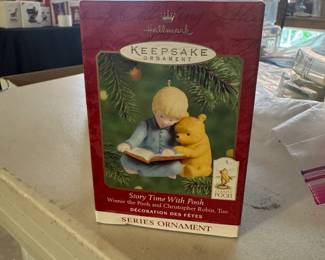 Hallmark
KEEPSAKE
ORNAMENT
Story Time With Pooh
Winnie the Pooh and Christopher Robin, Too
DÉCORATION DES FÊTES
SERIES ORNAMENT
POOH